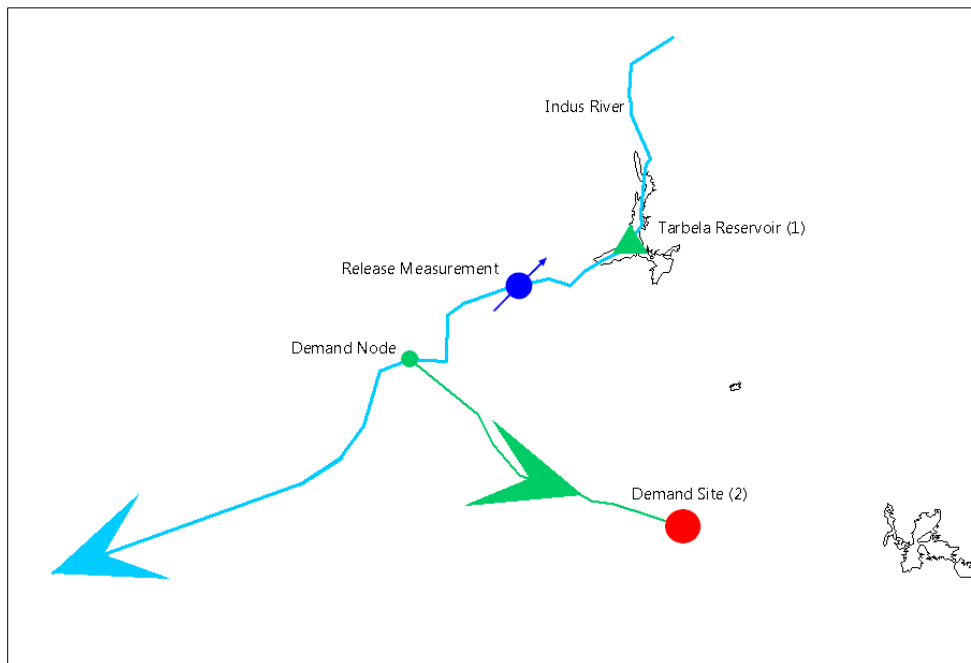 Indus River
Tarbela Reservoir (1)
Release Measurement
Demand Node
Demand Site (2)